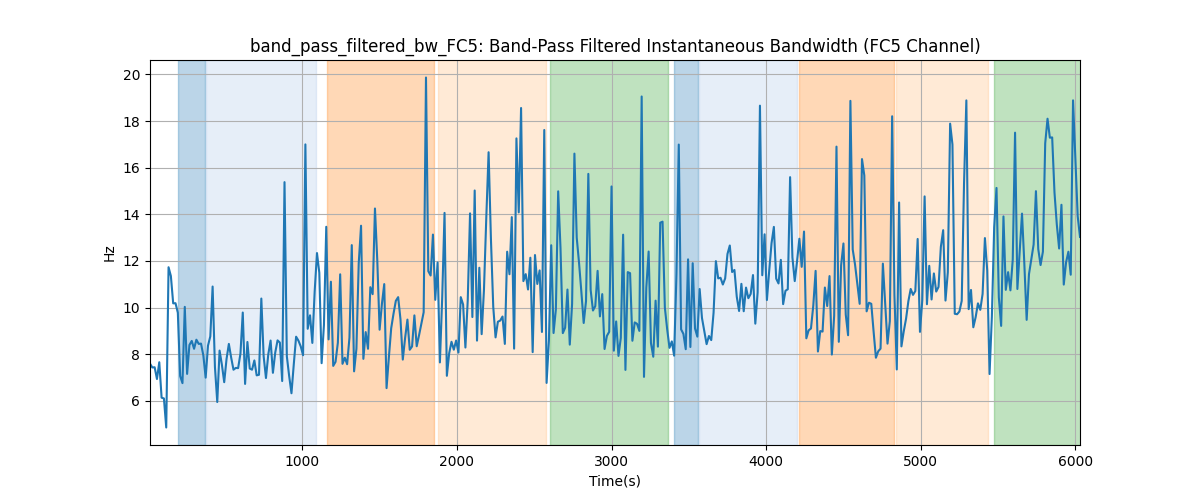 band_pass_filtered_bw_FC5: Band-Pass Filtered Instantaneous Bandwidth (FC5 Channel)
20
18
16
14
12
10
8
6
Hz
1000 2000 3000 4000 5000 6000
Time(s)